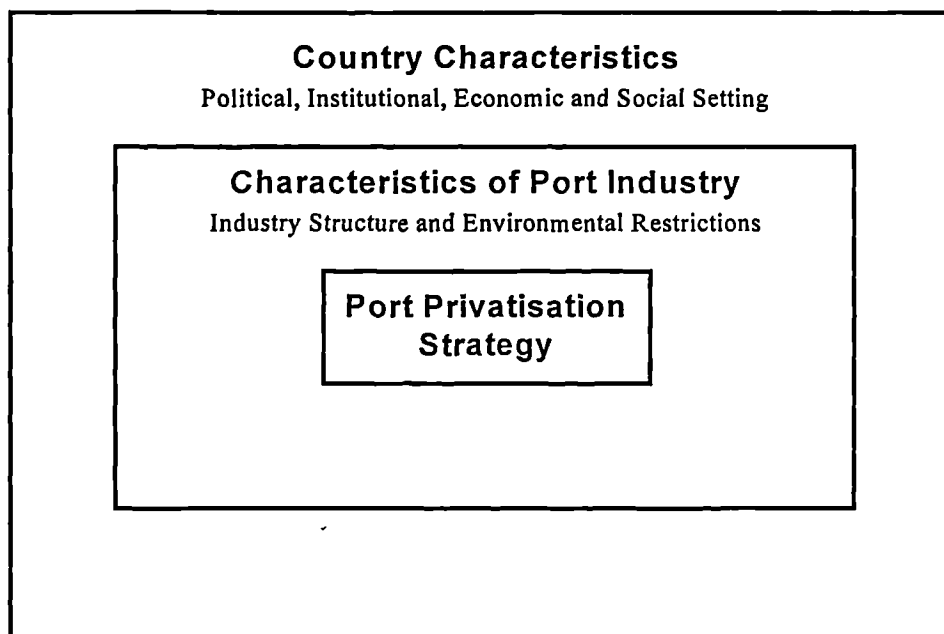 Country Characteristics
Political, Institutional, Economic and Social Setting
Characteristics of Port Industry
Industry Structure and Environmental Restrictions
Port Privatisation
Strategy